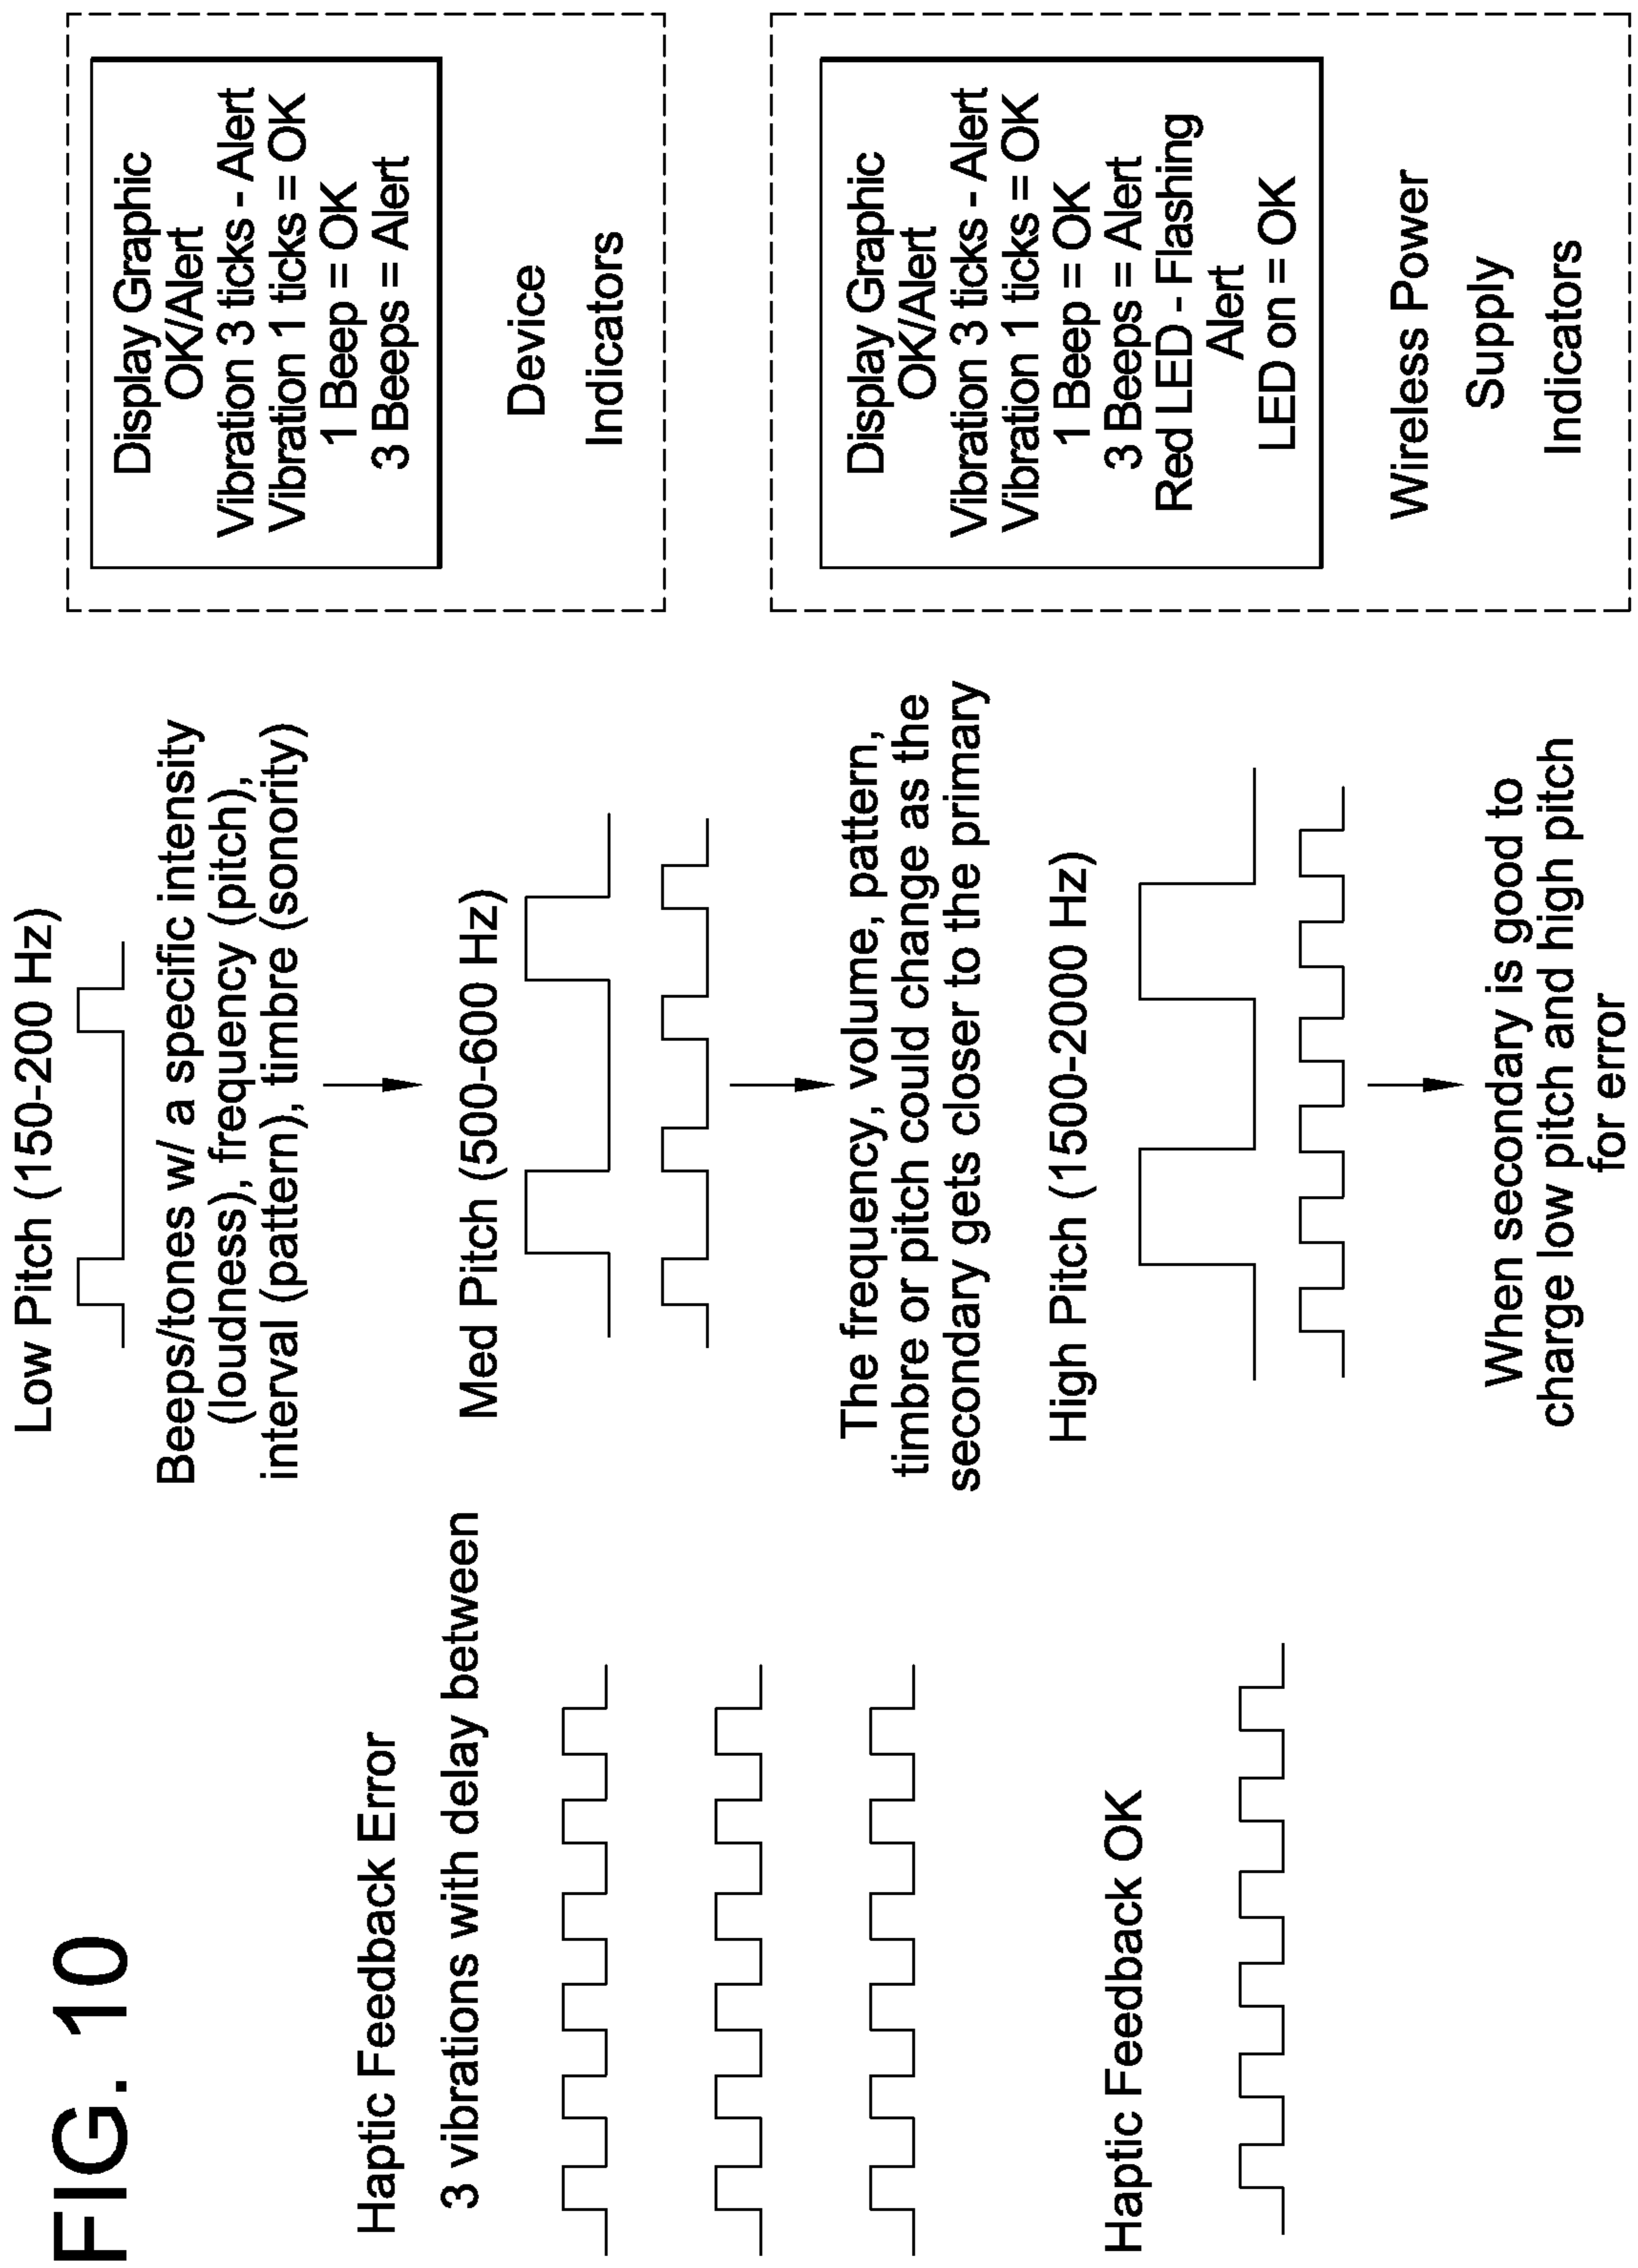 FIG. 10
Haptic Feedback Error
3 vibrations with delay between
Haptic Feedback OK
Low Pitch (150-200 Hz)
Beeps/tones w/ a specific intensity
(loudness), frequency (pitch),
interval (pattern), timbre (sonority)
Med Pitch (500-600 Hz)
The frequency, volume, pattern,
timbre or pitch could change as the
secondary gets closer to the primary
High Pitch (1500-2000 Hz)
When secondary is good to
charge low pitch and high pitch
for error
Display Graphic
OK/Alert
Vibration 3 ticks - Alert
Vibration 1 ticks = OK
1 Beep = OK
3 Beeps = Alert
Device
Indicators
Display Graphic
OK/Alert
Vibration 3 ticks - Alert
Vibration 1 ticks = OK
1 Beep = OK
3 Beeps = Alert
Red LED - Flashing
Alert
LED on = OK
Wireless Power
Supply
Indicators